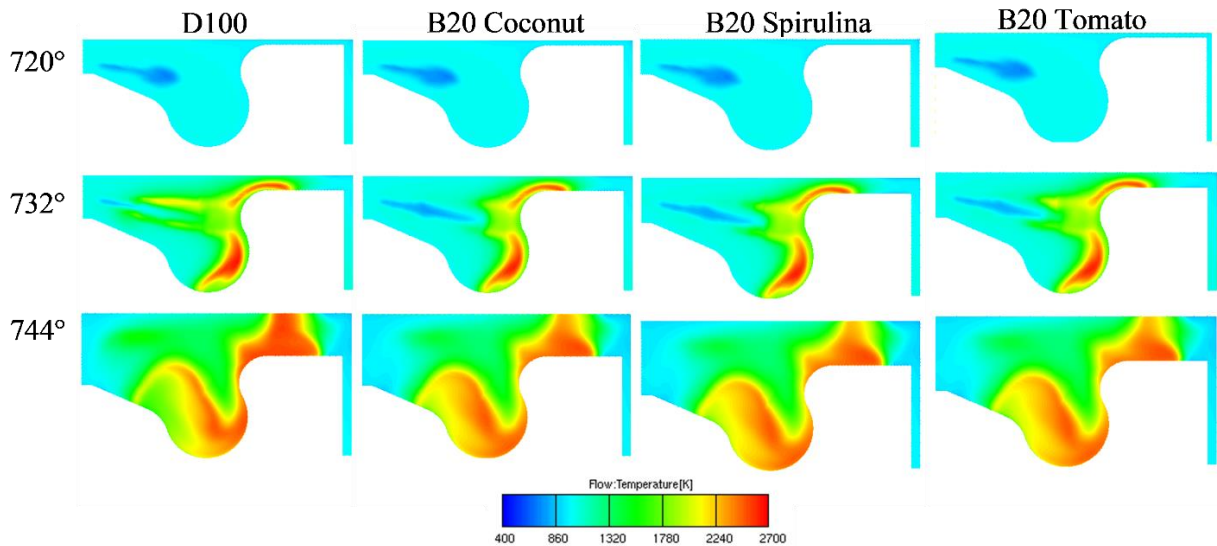 D100 B20 Coconut B20 Spirulina B20 Tomato
720°
732°
744°
Flow:Temperature[K]
400 860 1320 1780 2240 2700